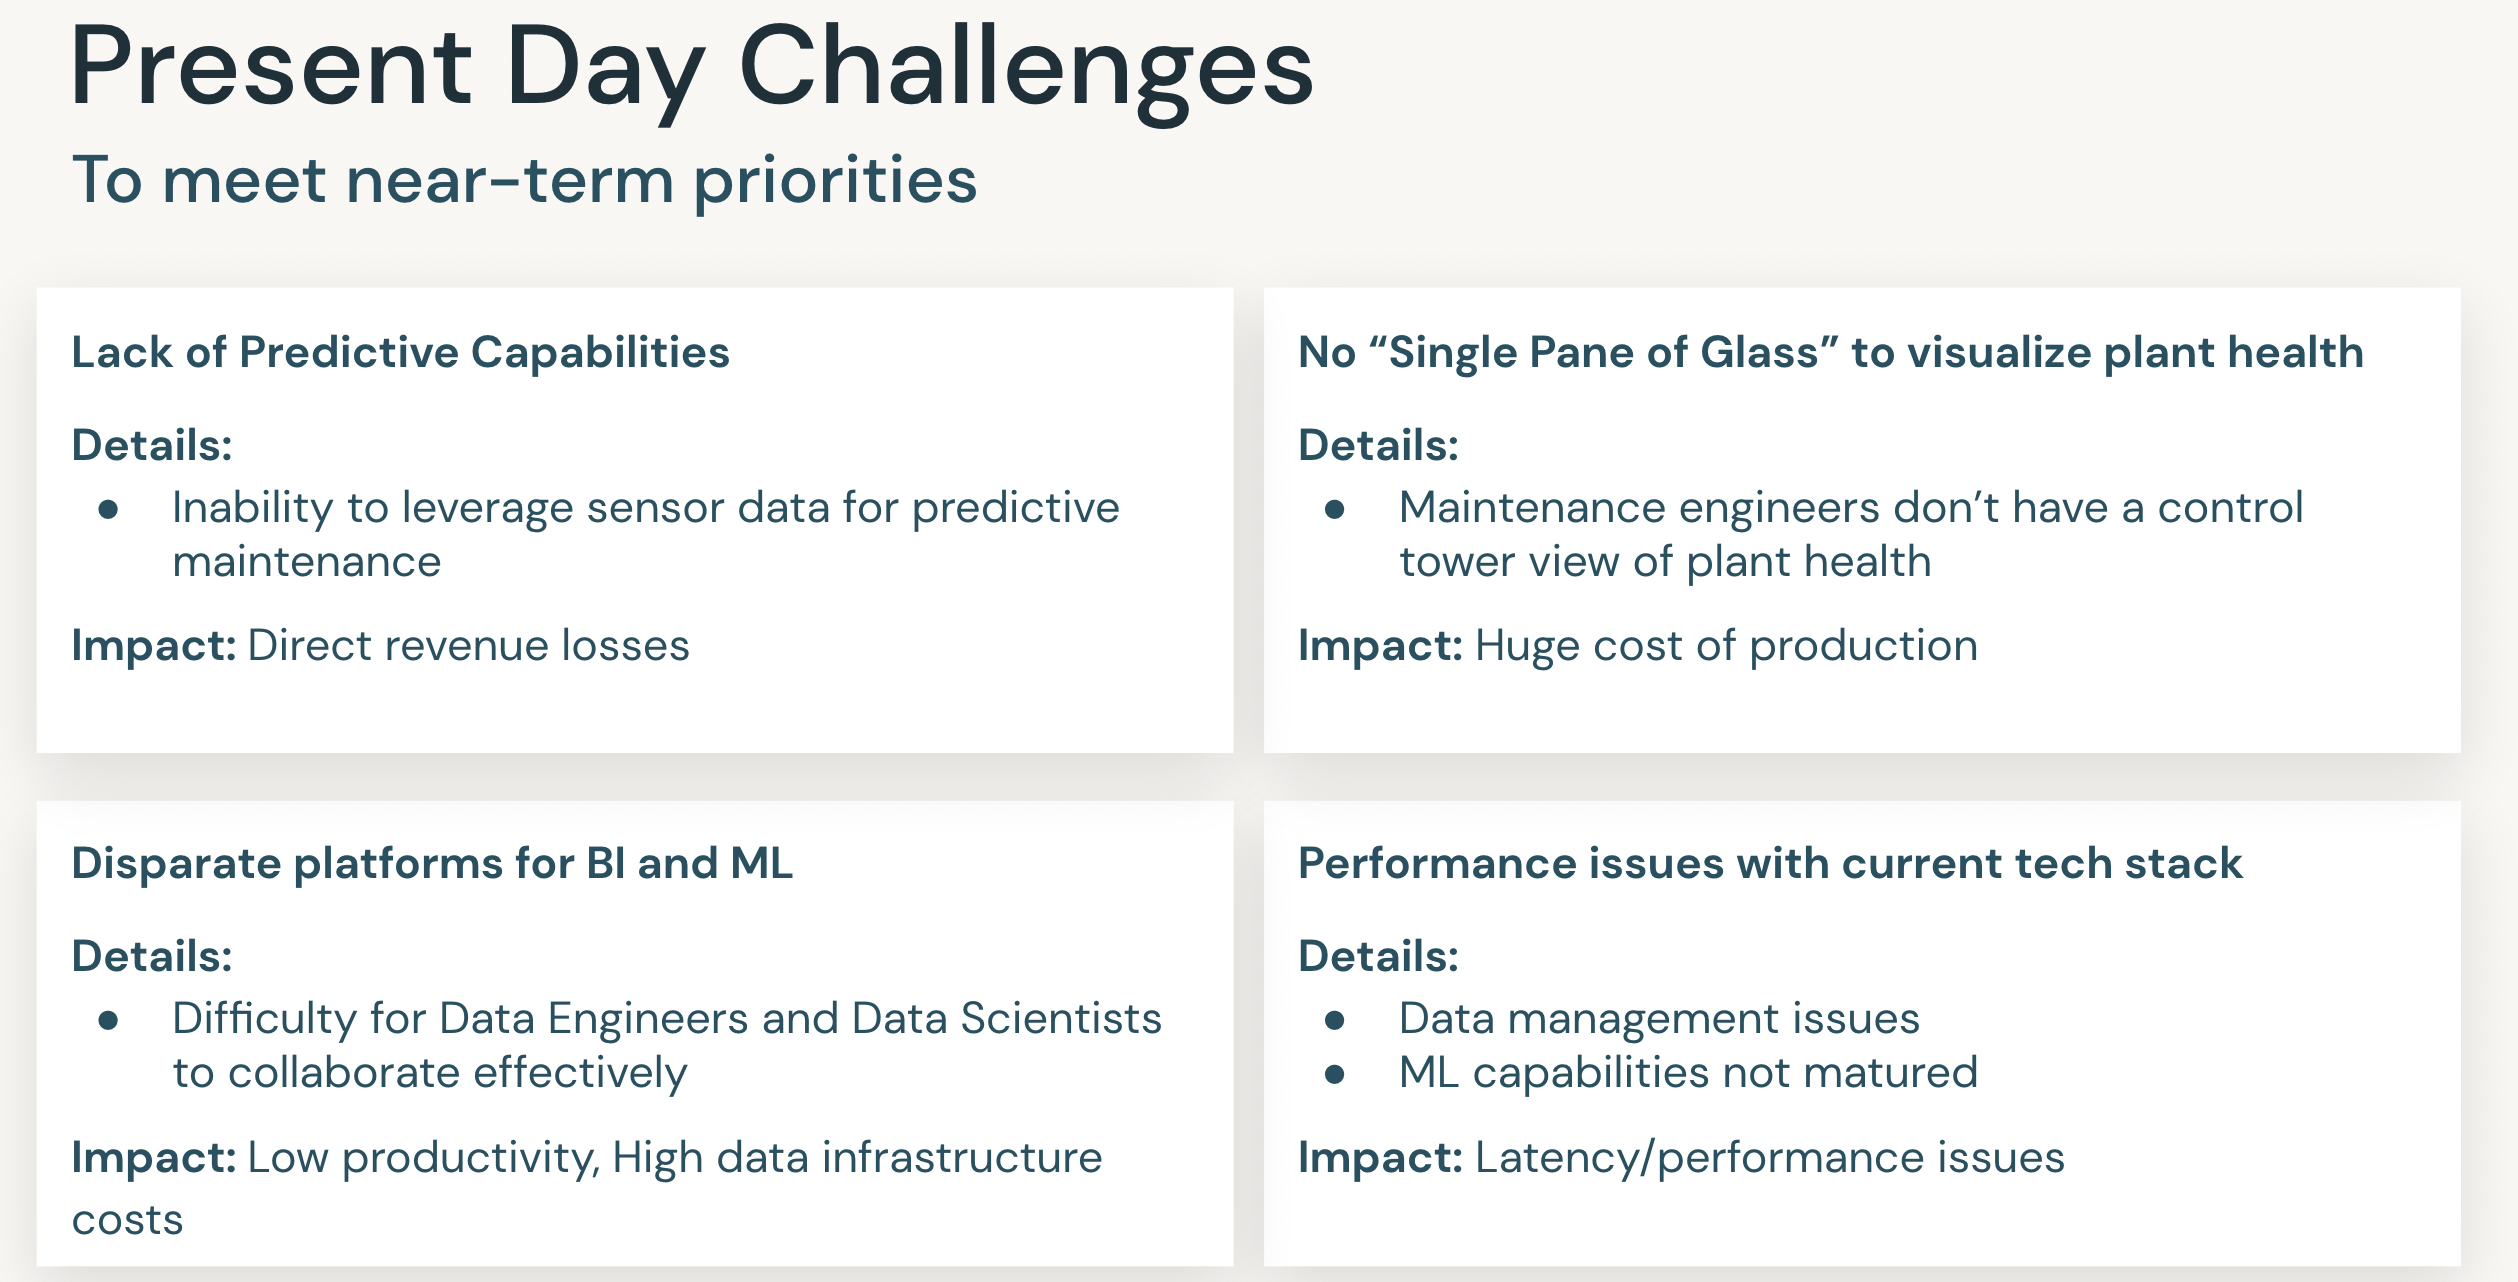 Present Day Challenges
To meet near-term priorities
Lack of Predictive Capabilities
Details:
● Inability to leverage sensor data for predictive
maintenance
Impact: Direct revenue losses
No “Single Pane of Glass” to visualize plant health
Details:
● Maintenance engineers don’t have a control
tower view of plant health
Impact: Huge cost of production
Disparate platforms for BI and ML
Details:
● Difficulty for Data Engineers and Data Scientists
to collaborate effectively
Impact: Low productivity, High data infrastructure
costs
Performance issues with current tech stack
Details:
● Data management issues
● ML capabilities not matured
Impact: Latency/performance issues